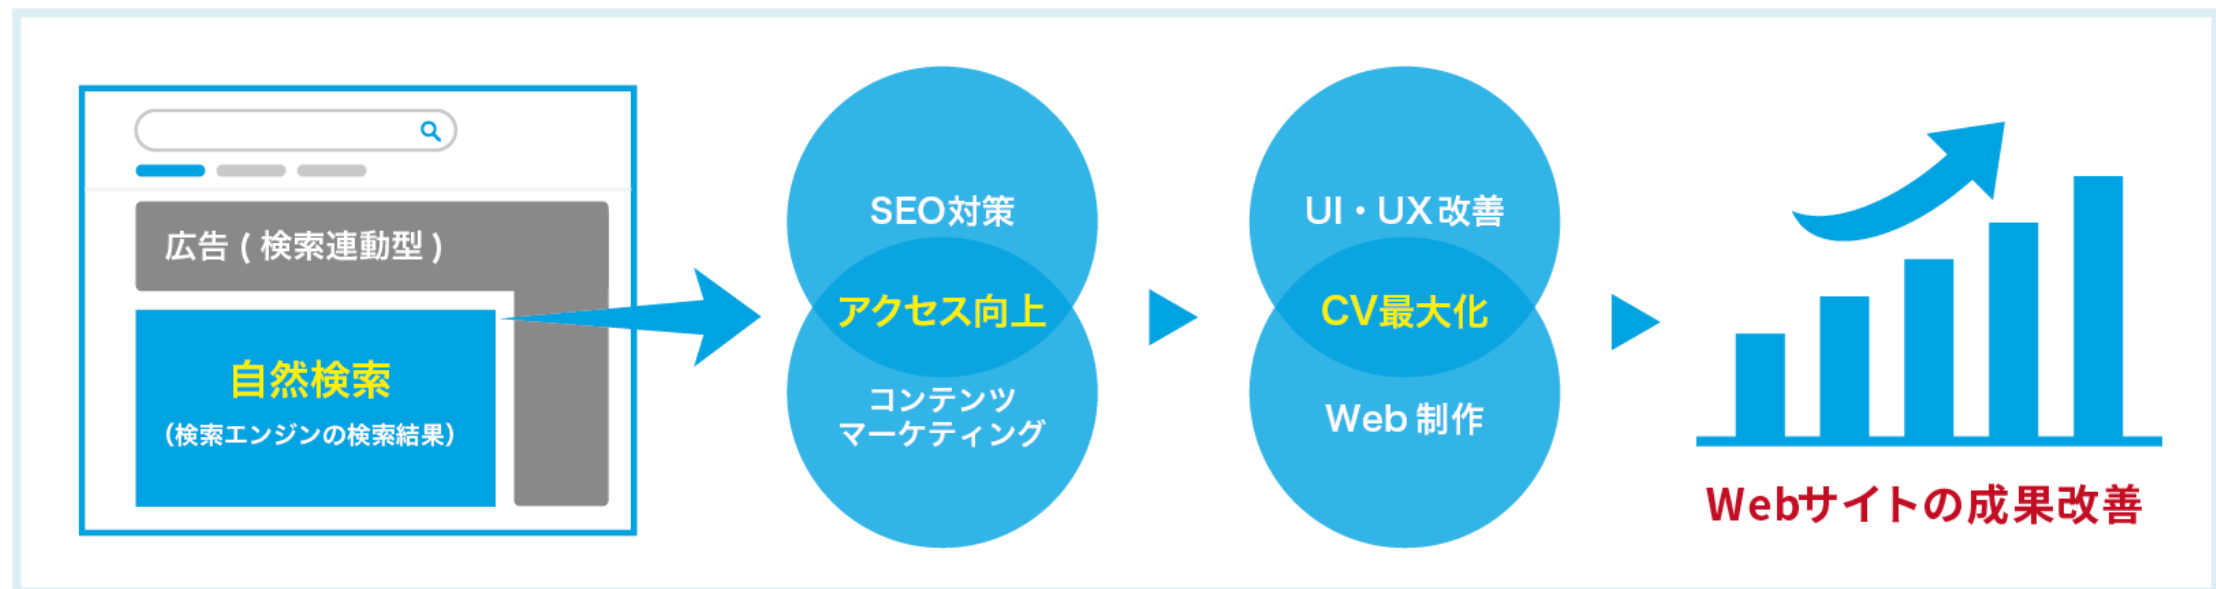 広告 ( 検索連動型 )
自然検索
（検索エンジンの検索結果）
SEO対策
アクセス向上
コンテンツ
マーケティング
UI・UX改善
CV最大化
Web 制作
Webサイトの成果改善